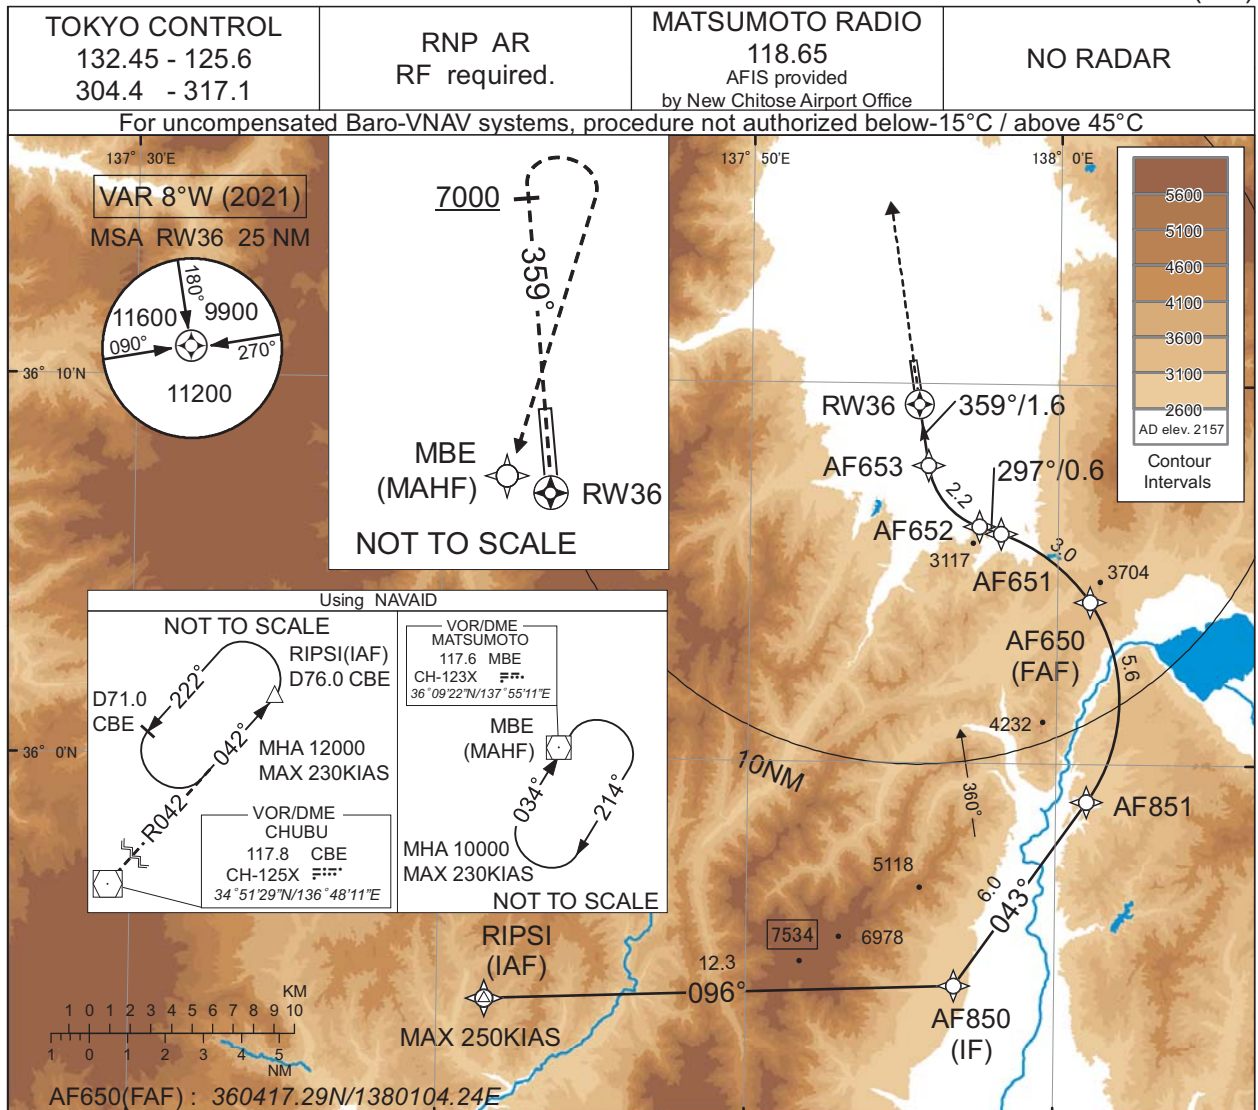 TOKYO CONTROL
132.45 - 125.6
304.4 - 317.1
RNP AR
RF required.
MATSUMOTO RADIO
118.65
AFIS provided
by New Chitose Airport Office
NO RADAR
For uncompensated Baro-VNAV systems, procedure not authorized below-15°C / above 45°C
137° 30'E
137° 50'E
138° 0'E
VAR 8°W (2021)
MSA RW36 25 NM
180°
11600
9900
090°
270°
11200
36° 10'N
7000
359°
MBE
(MAHF)
RW36
NOT TO SCALE
5600
5100
4600
4100
3600
3100
2600
AD elev. 2157
Contour
Intervals
RW36
359°/1.6
AF653
297°/0.6
2.2
AF652
3117
3.0
AF651
3704
AF650
(FAF)
5.6
4232
10NM
360°
AF851
5118
6.0
043°
7534
6978
Using NAVAID
NOT TO SCALE
RIPSI(IAF)
D76.0 CBE
222°
D71.0
CBE
042°
MHA 12000
MAX 230KIAS
R042
VOR/DME
CHUBU
117.8 CBE
CH-125X
34°51'29"N/136°48'11"E
VOR/DME
MATSUMOTO
117.6 MBE
CH-123X
36°09'22"N/137°55'11"E
MBE
(MAHF)
034°
214°
MHA 10000
MAX 230KIAS
NOT TO SCALE
36° 0'N
RIPSI
(IAF)
12.3
096°
MAX 250KIAS
AF850
(IF)
KM
1 0 1 2 3 4 5 6 7 8 9 10
1 0 1 2 3 4 5
NM
AF650(FAF) : 360417.29N/1380104.24E